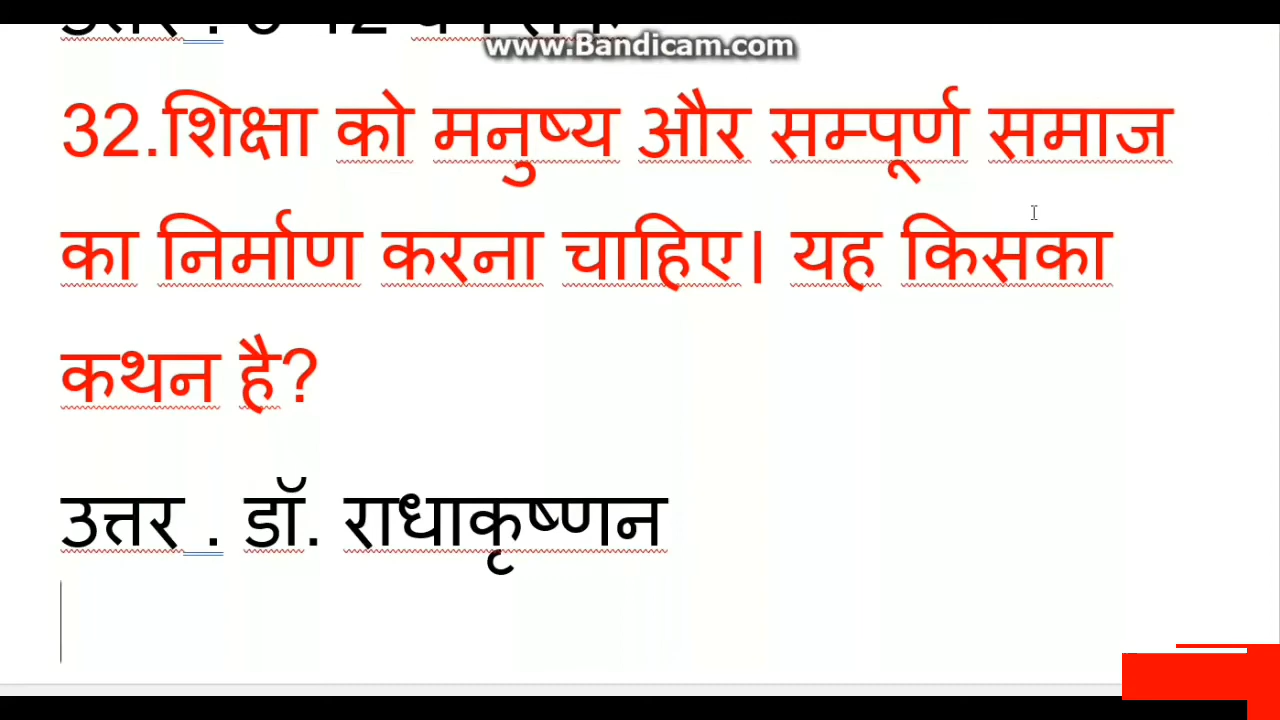 www.Bandicam.com
32.शिक्षा को मनुष्य और सम्पूर्ण समाज
का निर्माण करना चाहिए। यह किसका
कथन है?
उत्तर . डॉ. राधाकृष्णन